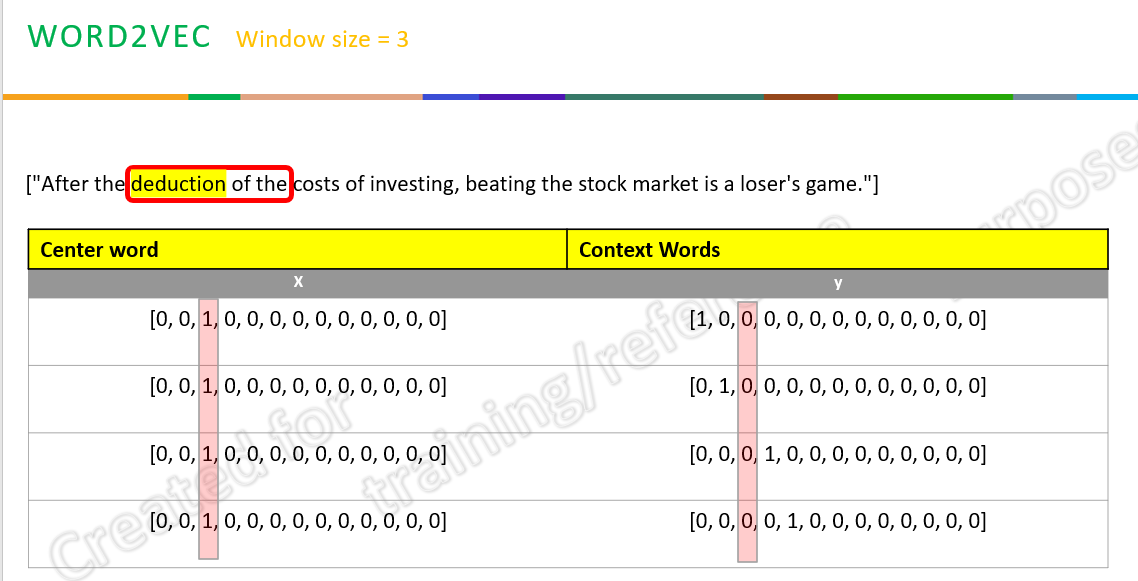 WORD2VEC Window size = 3
["After the deduction of the costs of investing, beating the stock market is a loser's game."]
Center word Context Words
X y
[0, 0, 1, 0, 0, 0, 0, 0, 0, 0, 0, 0, 0] [1, 0, 0, 0, 0, 0, 0, 0, 0, 0, 0, 0, 0]
[0, 0, 1, 0, 0, 0, 0, 0, 0, 0, 0, 0, 0] [0, 1, 0, 0, 0, 0, 0, 0, 0, 0, 0, 0, 0]
[0, 0, 1, 0, 0, 0, 0, 0, 0, 0, 0, 0, 0] [0, 0, 0, 1, 0, 0, 0, 0, 0, 0, 0, 0, 0]
[0, 0, 1, 0, 0, 0, 0, 0, 0, 0, 0, 0, 0] [0, 0, 0, 0, 1, 0, 0, 0, 0, 0, 0, 0, 0]
Created for